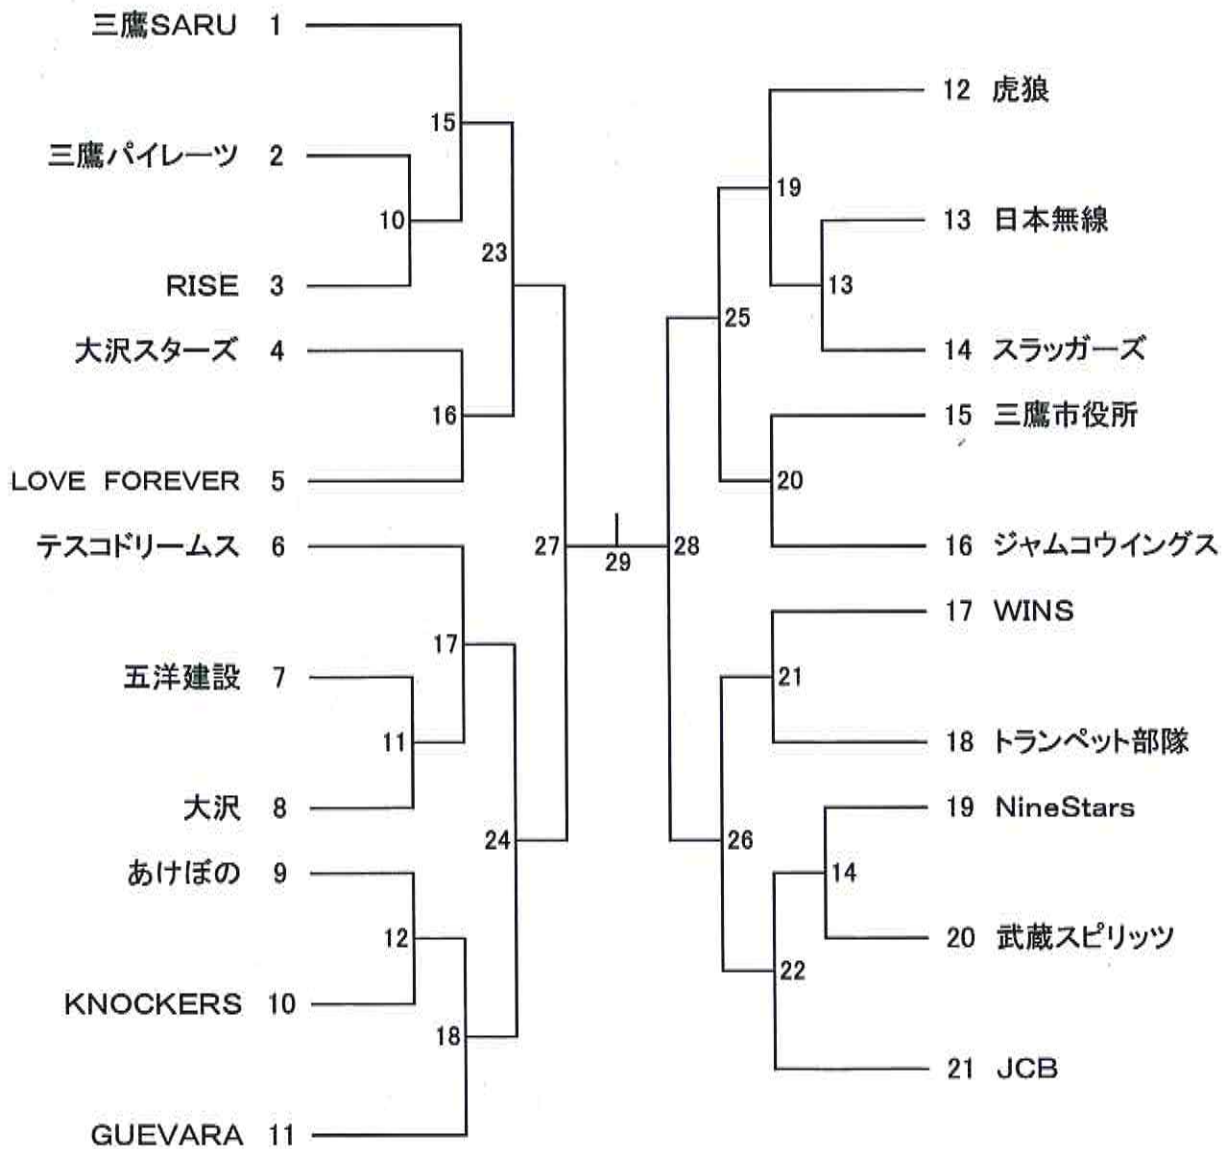 三鷹SARU 1
15
三鷹パイレーツ 2
10
RISE 3
23
大沢スターズ 4
16
LOVE FOREVER 5
テスコドリームス 6
17
五洋建設 7
11
大沢 8
24
あけぼの 9
12
KNOCKERS 10
18
GUEVARA 11
27
29
28
12 虎狼
19
13 日本無線
13
14 スラッガーズ
25
15 三鷹市役所
20
16 ジャムコウイングス
17 WINS
21
18 トランペット部隊
26
19 NineStars
14
20 武蔵スピリッツ
22
21 JCB